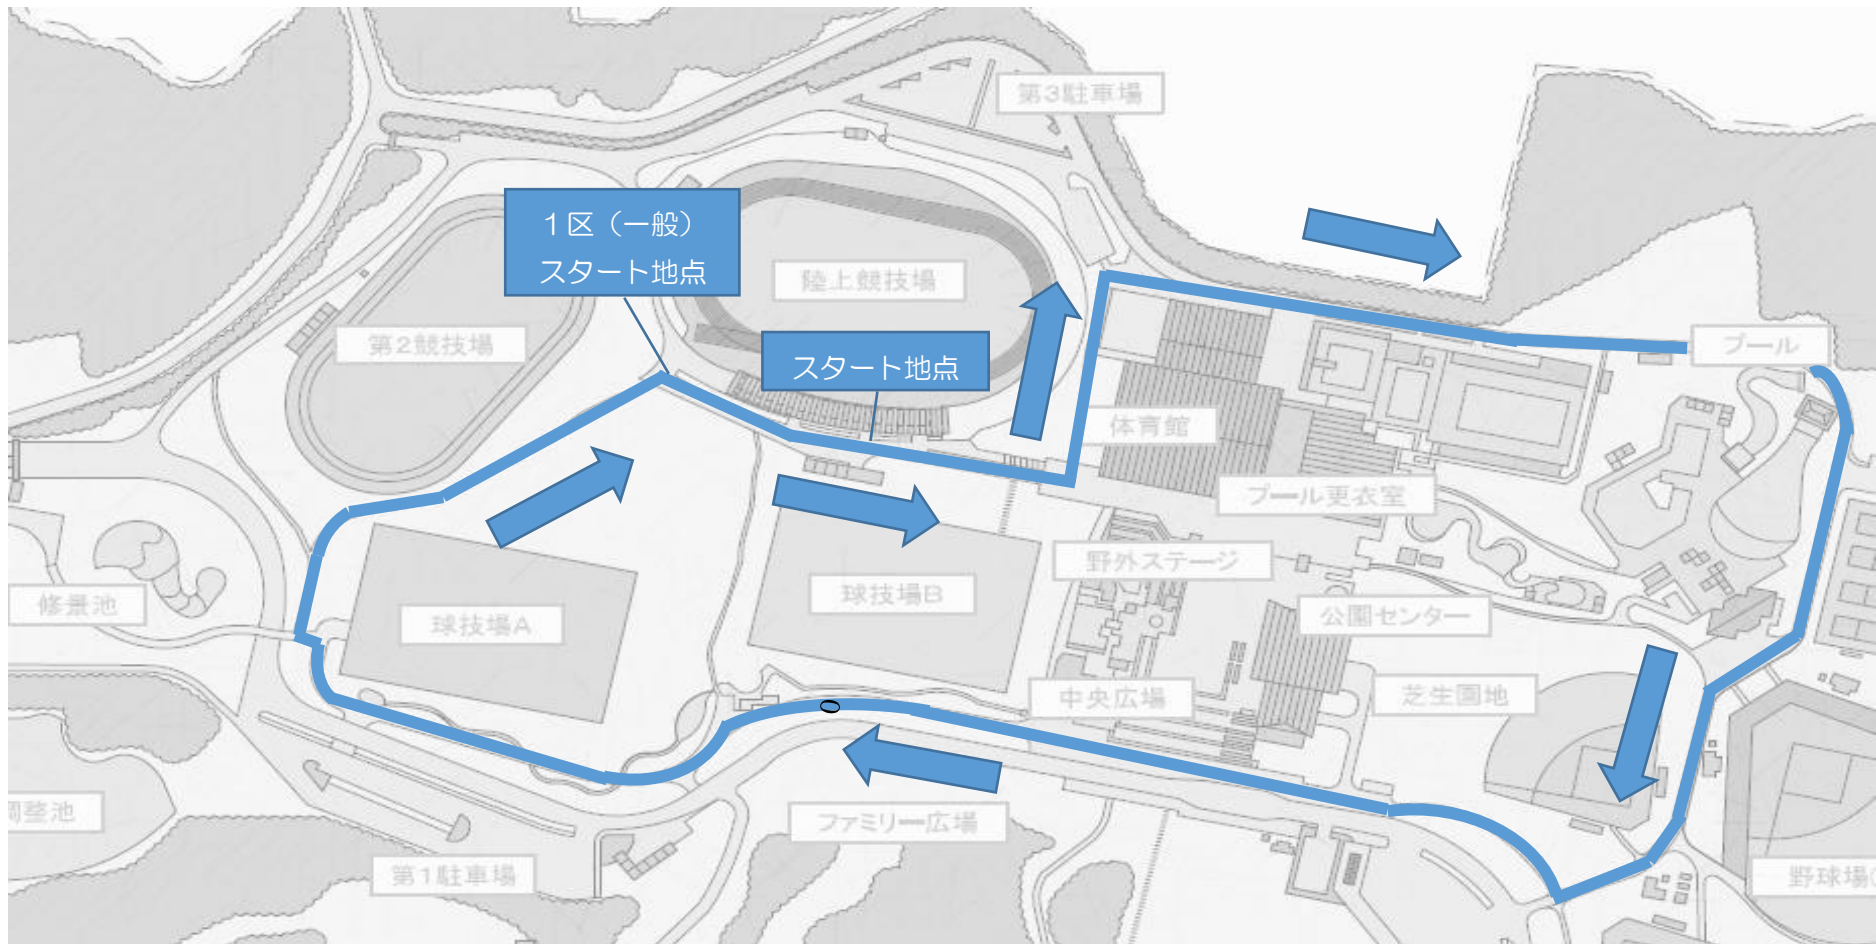 第3駐車場
1区（一般）
スタート地点
陸上競技場
第2競技場
スタート地点
プール
体育館
プール更衣室
野外ステージ
修景池
球技場A
球技場B
公園センター
中央広場
芝生園地
調整池
ファミリー広場
第1駐車場
野球場